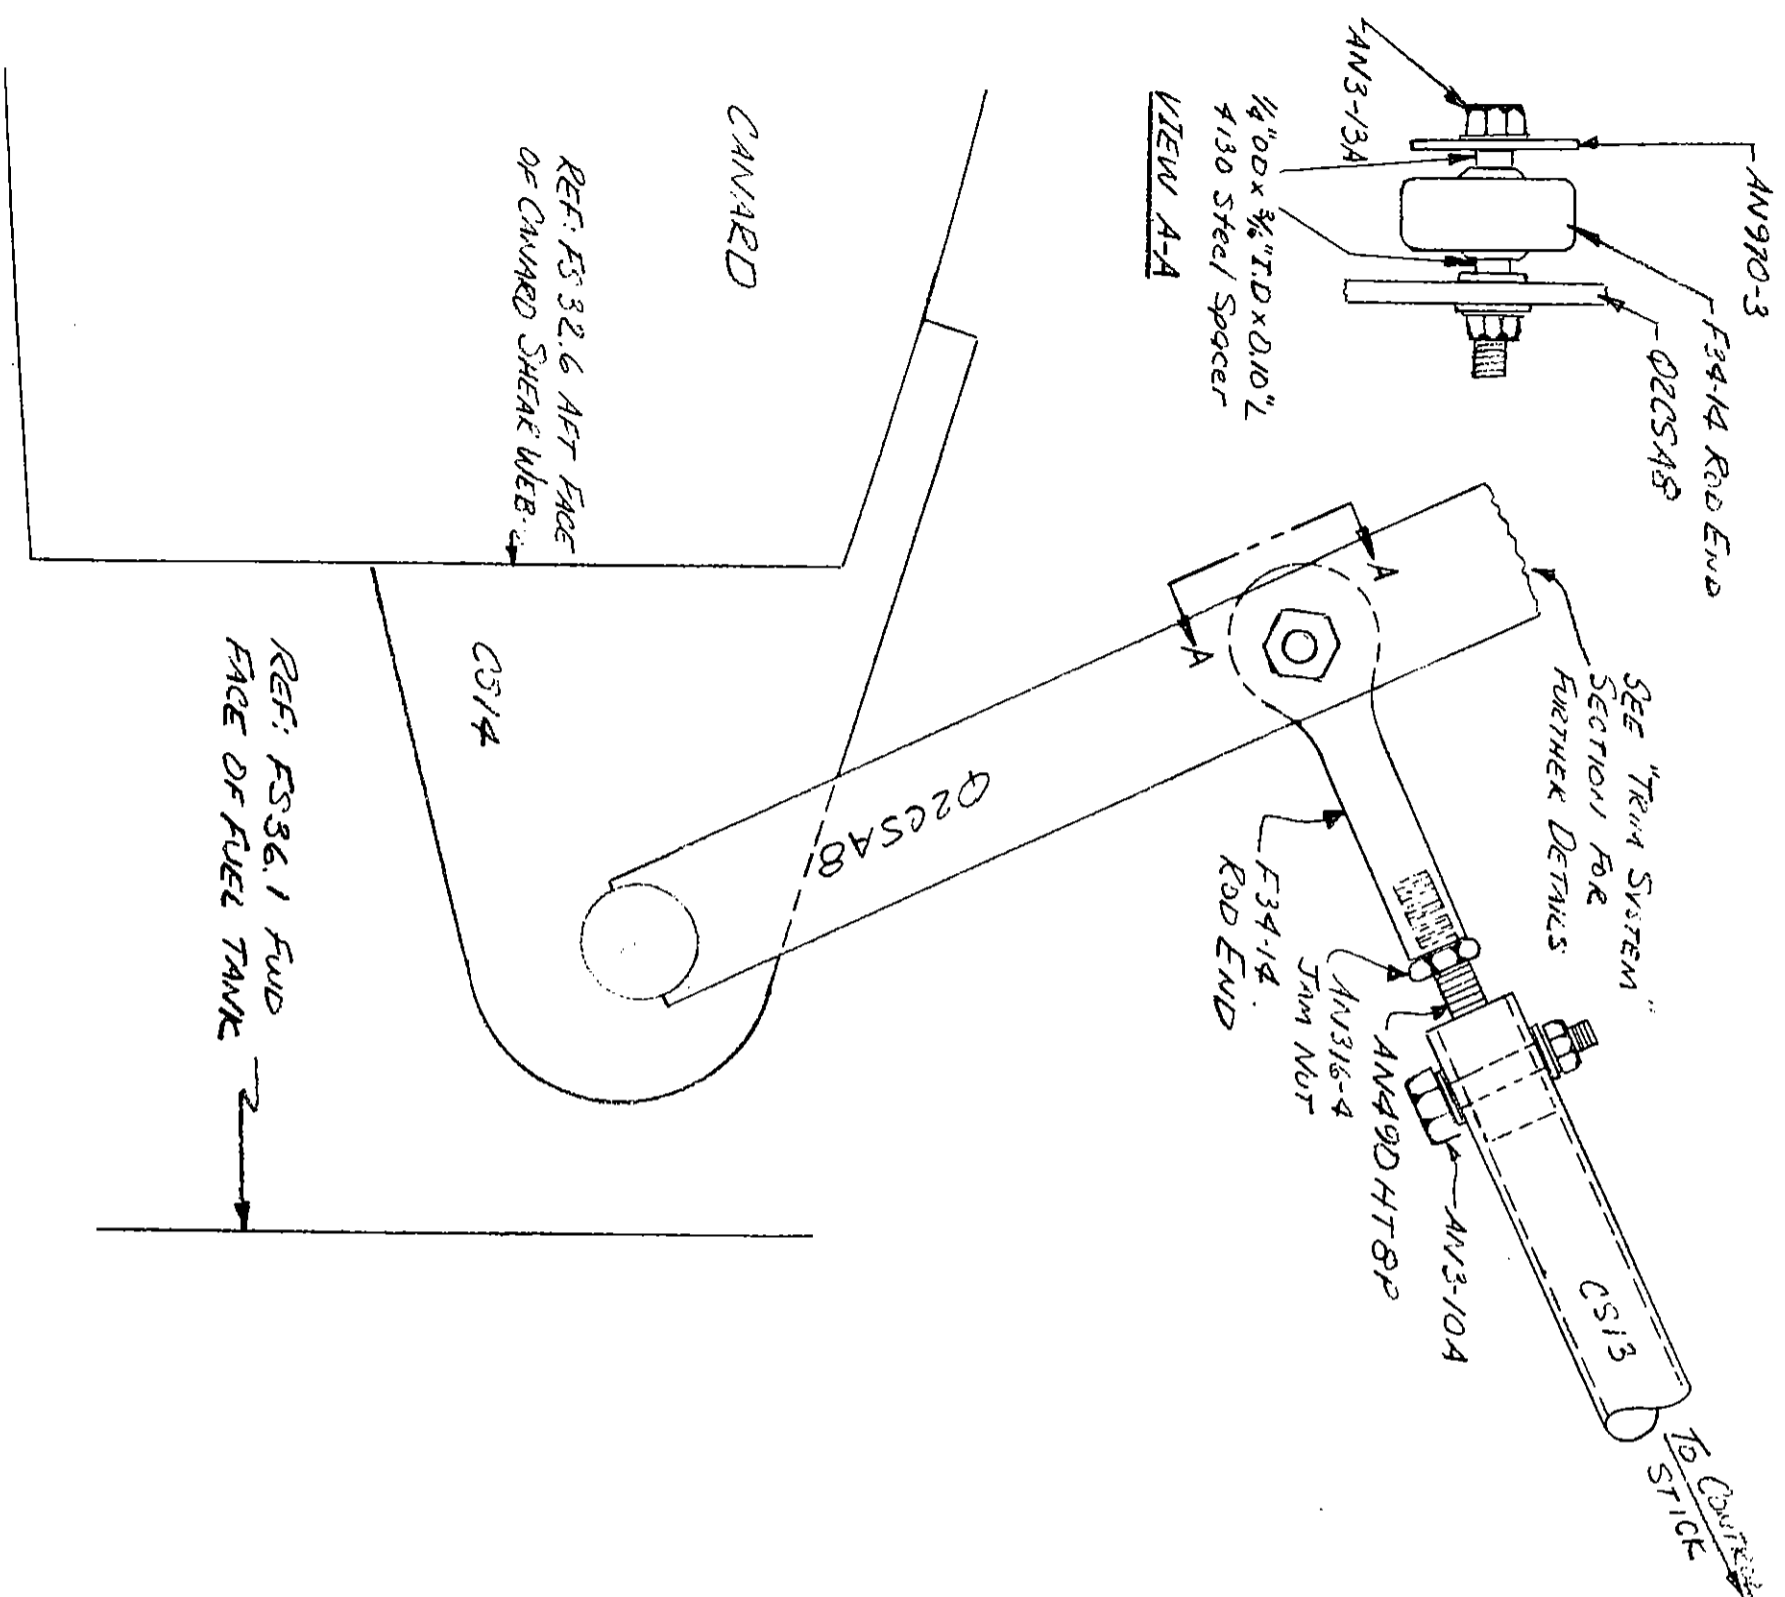 AN970-3
F34-14 ROD END
Q2CSA8
AN3-13A
1/4" OD x 3/16" I.D x 0.10" L
4130 Steel Spacer
VIEW A-A
SEE "TRIM SYSTEM"
SECTION FOR
FURTHER DETAILS
A
A
CANARD
REF: FS 32.6 AFT FACE
OF CANARD SHEAR WEB
Q2CSA8
F34-14
ROD END
AN316-4
JAM NUT
AN490HT8P
AN3-10A
CS13
TO CONTROL
STICK
CS14
REF: FS36.1 FWD
FACE OF FUEL TANK